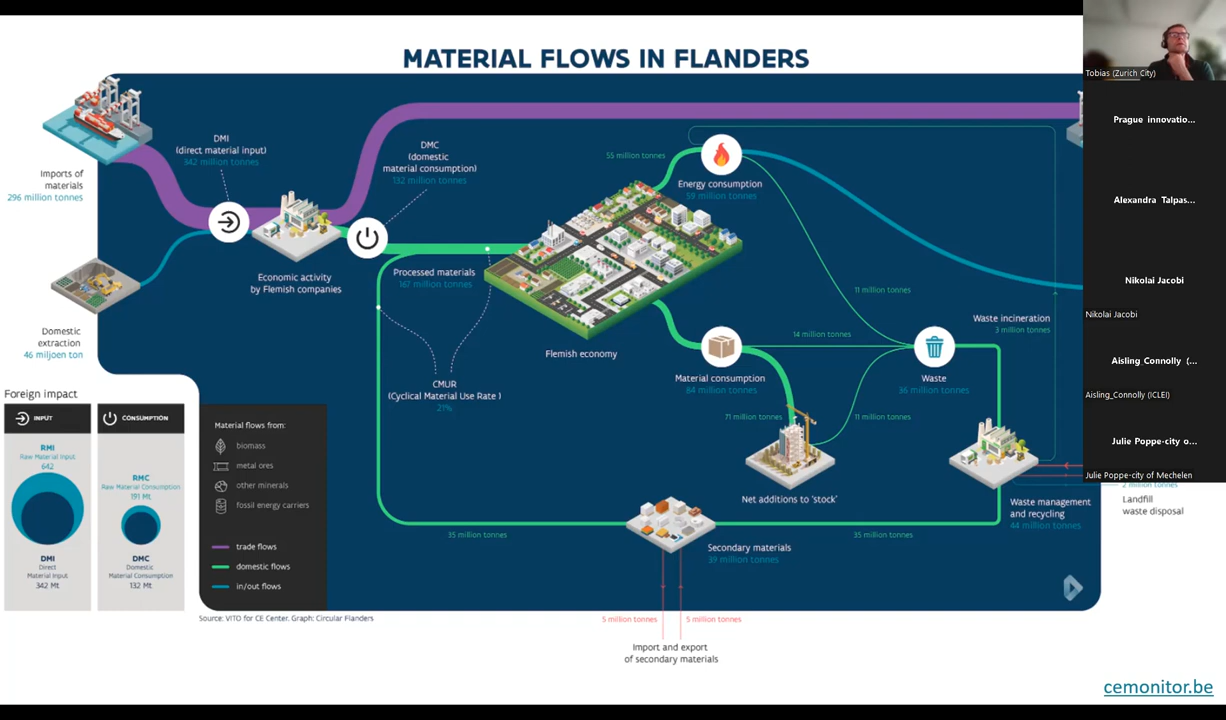 MATERIAL FLOWS IN FLANDERS
Imports of
materials
296 million tonnes
DMI
(direct material input)
342 million tonnes
DMC
(domestic
material consumption)
132 million tonnes
Domestic
extraction
46 miljoen ton
Economic activity
by Flemish companies
Processed materials
167 million tonnes
CMUR
(Cyclical Material Use Rate )
21%
Flemish economy
55 million tonnes
Energy consumption
59 million tonnes
11 million tonnes
14 million tonnes
Material consumption
84 million tonnes
71 million tonnes
11 million tonnes
Net additions to 'stock'
Waste
36 million tonnes
Waste incineration
3 million tonnes
Waste management
and recycling
44 million tonnes
2 million tonnes
Landfill
waste disposal
35 million tonnes
35 million tonnes
Secondary materials
39 million tonnes
5 million tonnes
5 million tonnes
Import and export
of secondary materials
Foreign impact
INPUT
CONSUMPTION
RMI
Raw Material Input
642
DMI
Direct
Material Input
342 Mt
RMC
Raw Material Consumption
191 Mt
DMC
Domestic
Material Consumption
132 Mt
Material flows from:
biomass
metal ores
other minerals
fossil energy carriers
trade flows
domestic flows
in/out flows
Source: VITO for CE Center. Graph: Circular Flanders
cemonitor.be
Tobias (Zurich City)
Prague innovatio...
Alexandra Talpas...
Nikolai Jacobi
Nikolai Jacobi
Aisling_Connolly (...
Aisling_Connolly (ICLEI)
Julie Poppe-city o...
Julie Poppe-city of Mechelen